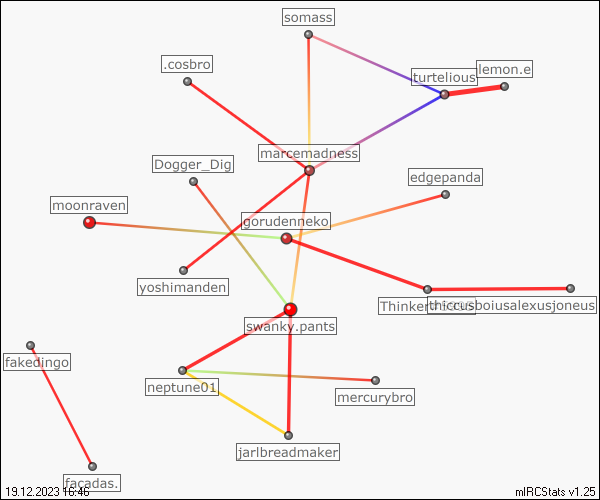 somass
.cosbro
turtelious
lemon.e
marcemadness
Dogger_Dig
edgepanda
moonraven
gorudenneko
yoshimanden
thiccusboiusalexusjoneus
swanky.pants
fakedingo
neptune01
mercurybro
jarlbreadmaker
facadas.
19.12.2023 16:46
mIRCStats v1.25